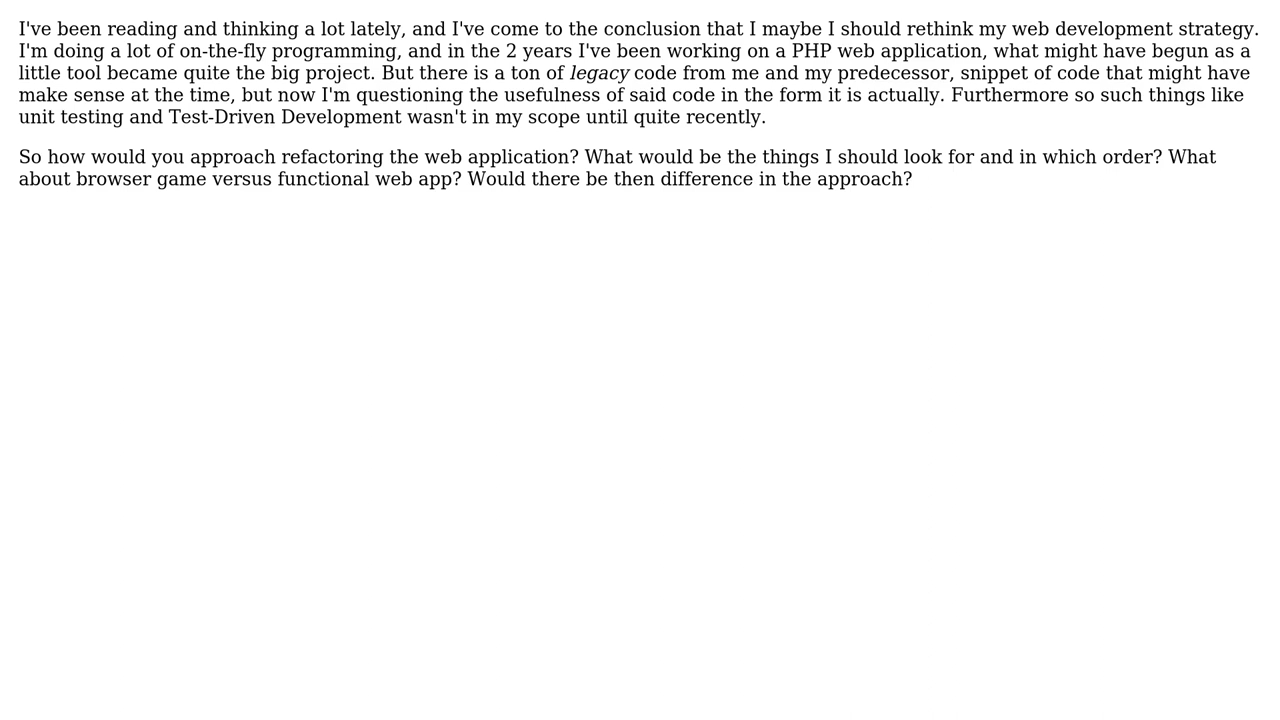 I've been reading and thinking a lot lately, and I've come to the conclusion that I maybe I should rethink my web development strategy.
I'm doing a lot of on-the-fly programming, and in the 2 years I've been working on a PHP web application, what might have begun as a
little tool became quite the big project. But there is a ton of legacy code from me and my predecessor, snippet of code that might have
make sense at the time, but now I'm questioning the usefulness of said code in the form it is actually. Furthermore so such things like
unit testing and Test-Driven Development wasn't in my scope until quite recently.
So how would you approach refactoring the web application? What would be the things I should look for and in which order? What
about browser game versus functional web app? Would there be then difference in the approach?